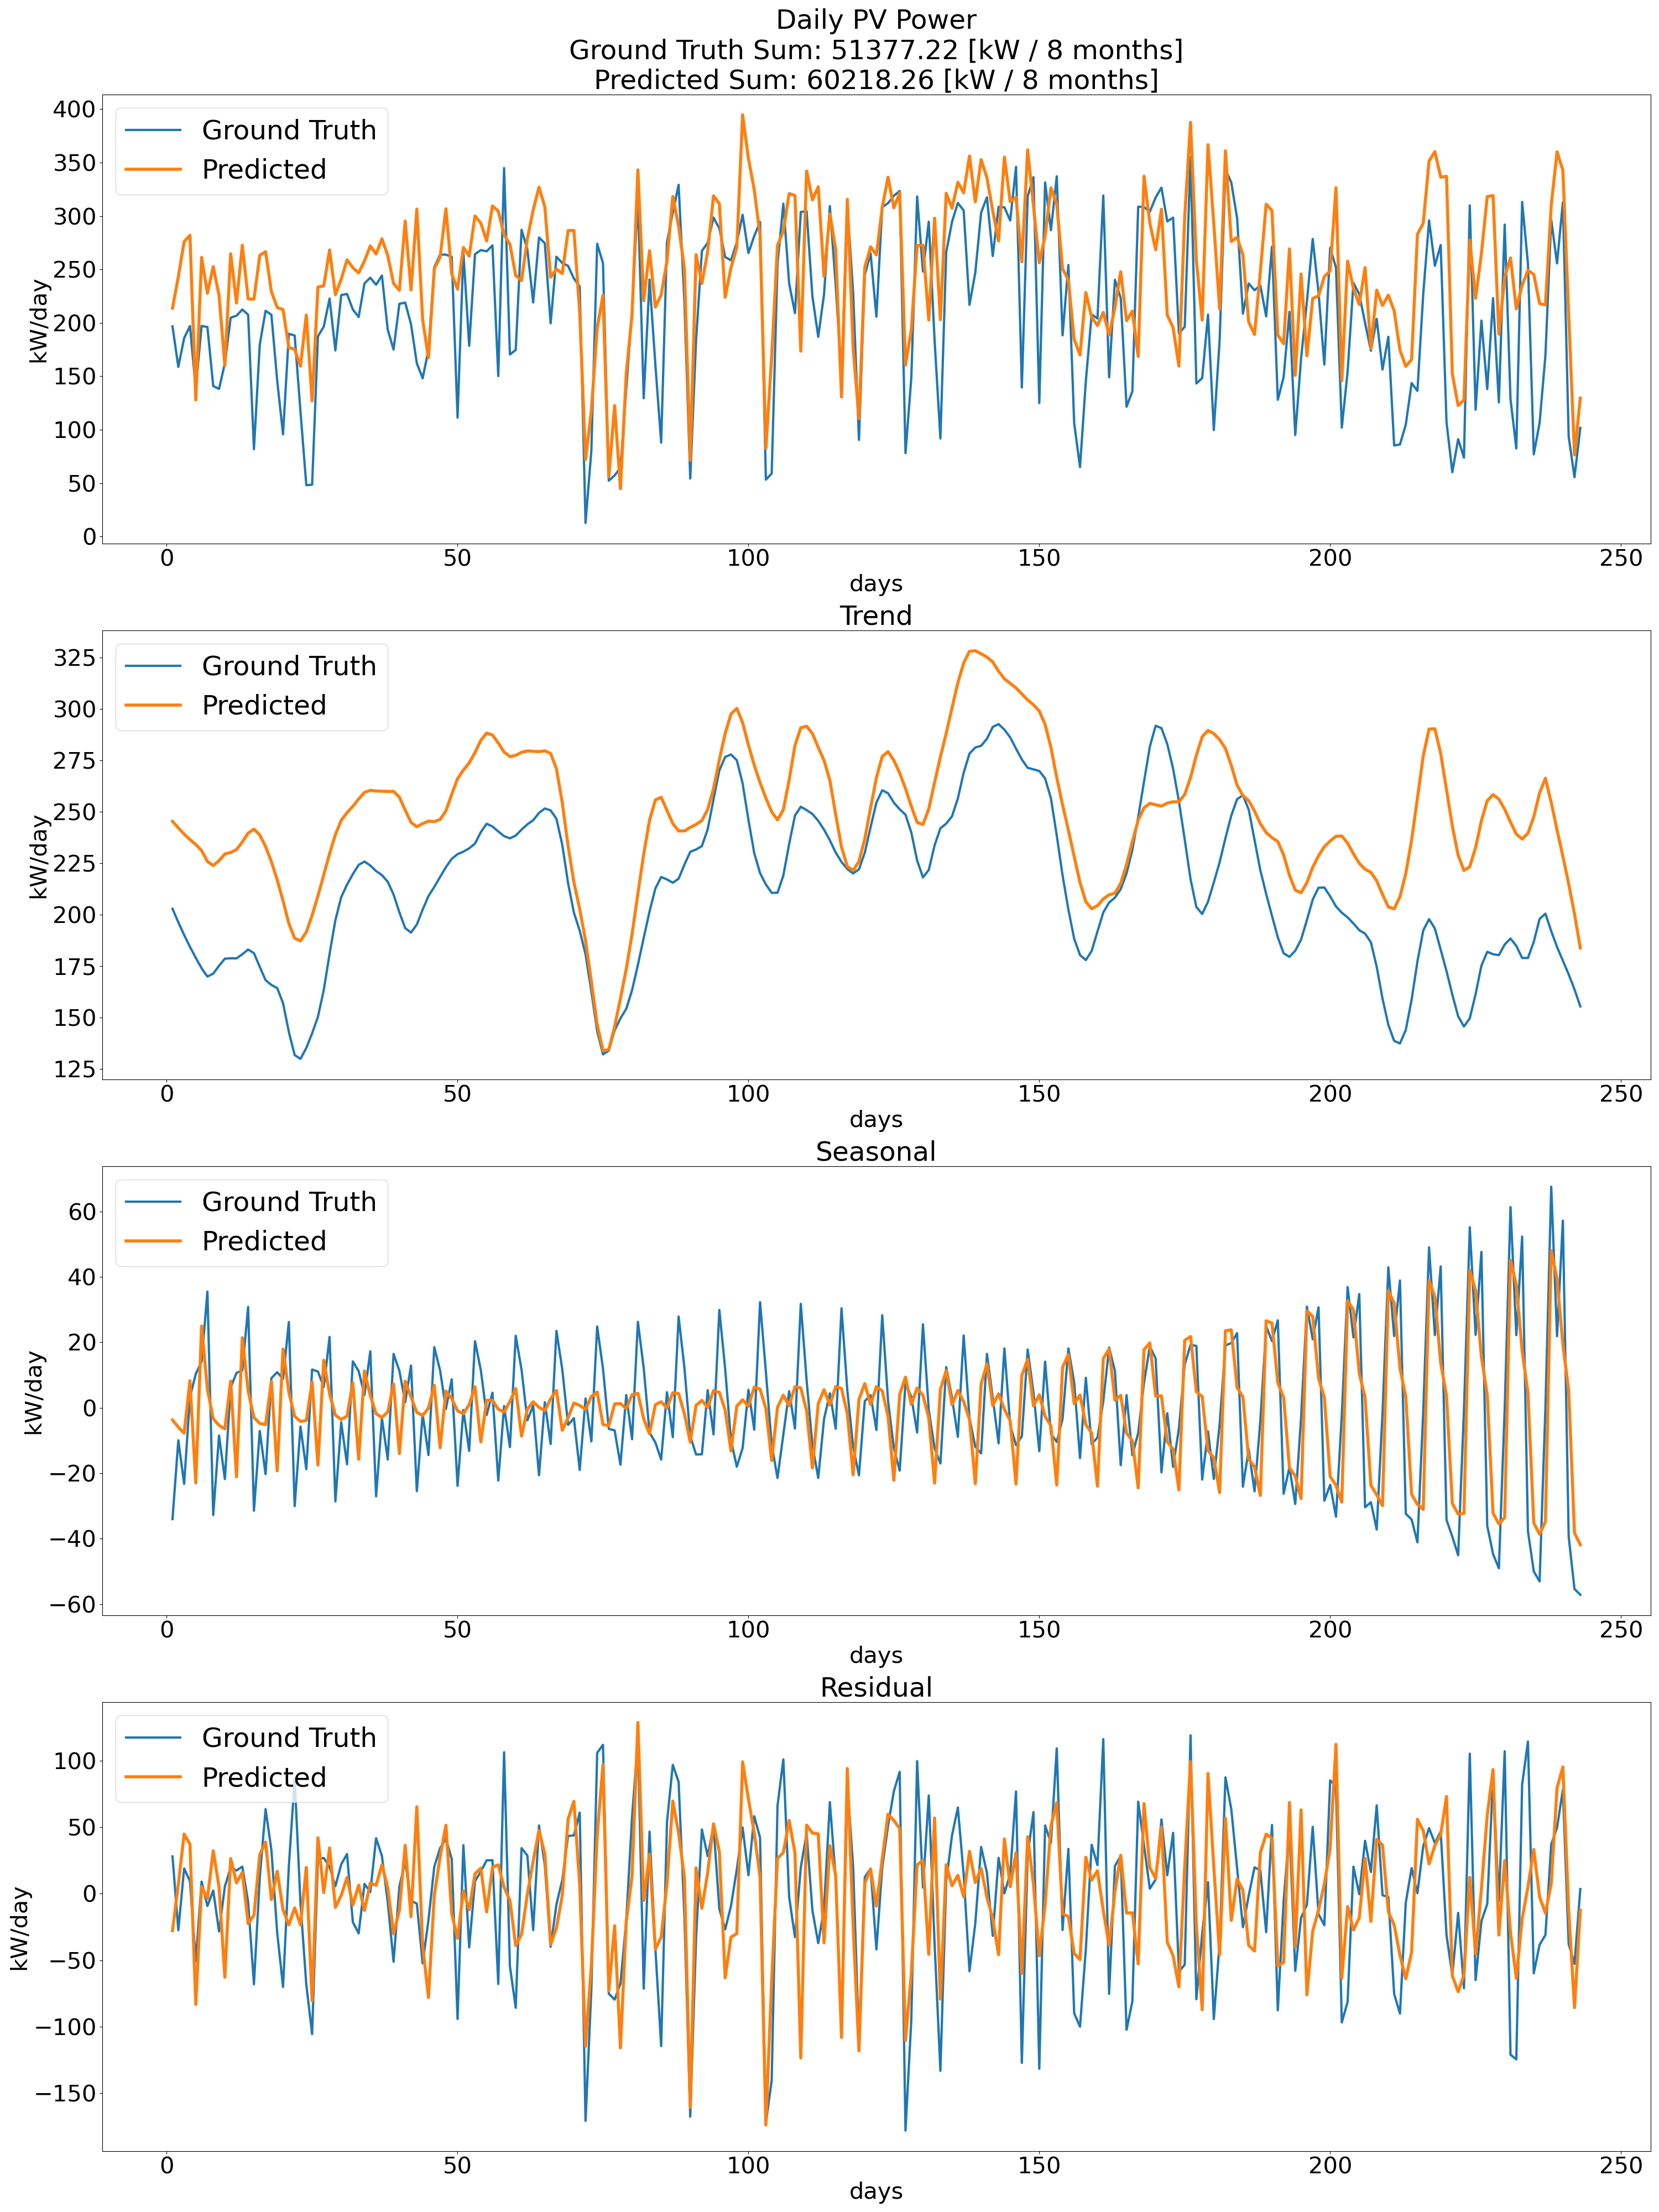 Daily PV Power
Ground Truth Sum: 51377.22 [kW / 8 months]
Predicted Sum: 60218.26 [kW / 8 months]
400
350
300
250
200
150
100
50
0
kW/day
Ground Truth
Predicted
0 50 100 150 200 250
days
Trend
325
300
275
250
225
200
175
150
125
kW/day
Ground Truth
Predicted
0 50 100 150 200 250
days
Seasonal
60
40
20
0
−20
−40
−60
kW/day
Ground Truth
Predicted
0 50 100 150 200 250
days
Residual
100
50
0
−50
−100
−150
kW/day
Ground Truth
Predicted
0 50 100 150 200 250
days